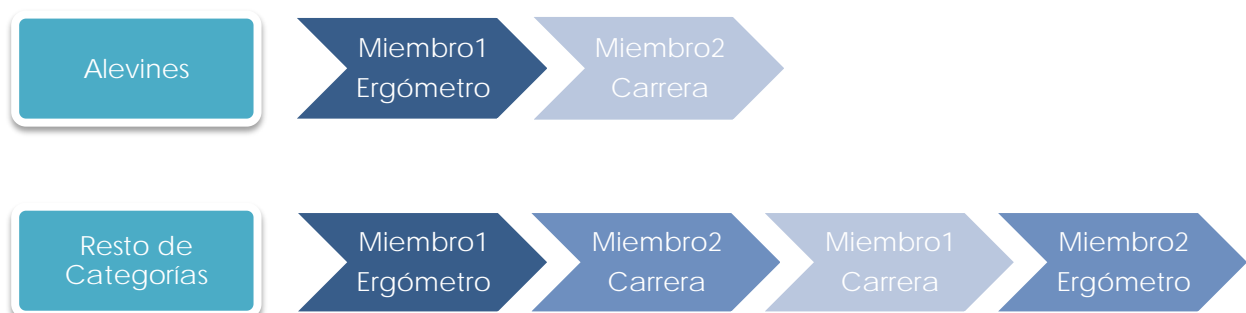 Alevines
Miembro1
Ergómetro
Miembro2
Carrera
Resto de
Categorías
Miembro1
Ergómetro
Miembro2
Carrera
Miembro1
Carrera
Miembro2
Ergómetro